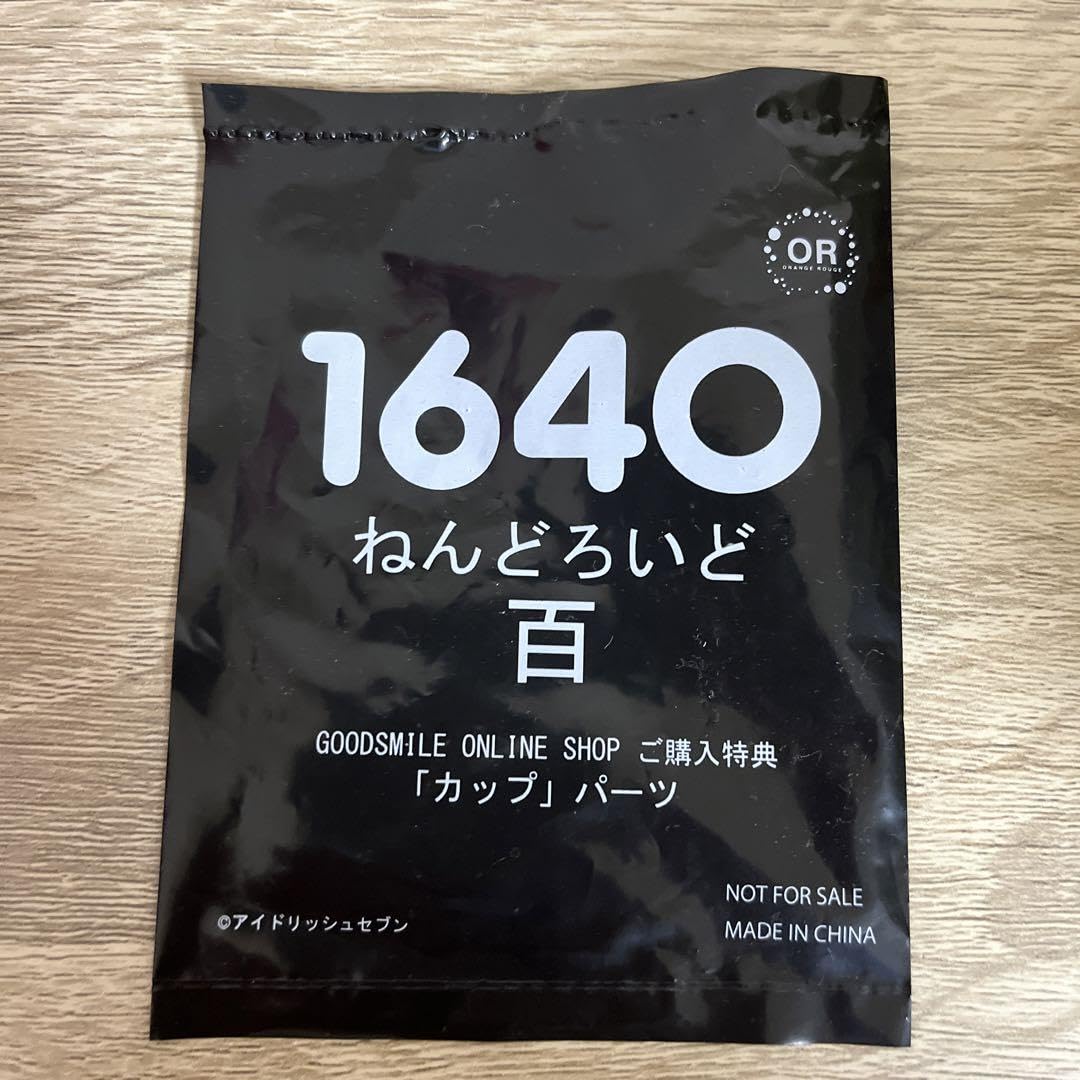 OR
ORANGE ROUGE
1640
ねんどろいど
百
GOODSMILE ONLINE SHOP ご購入特典
「カップ」パーツ
NOT FOR SALE
©アイドリッシュセブン
MADE IN CHINA